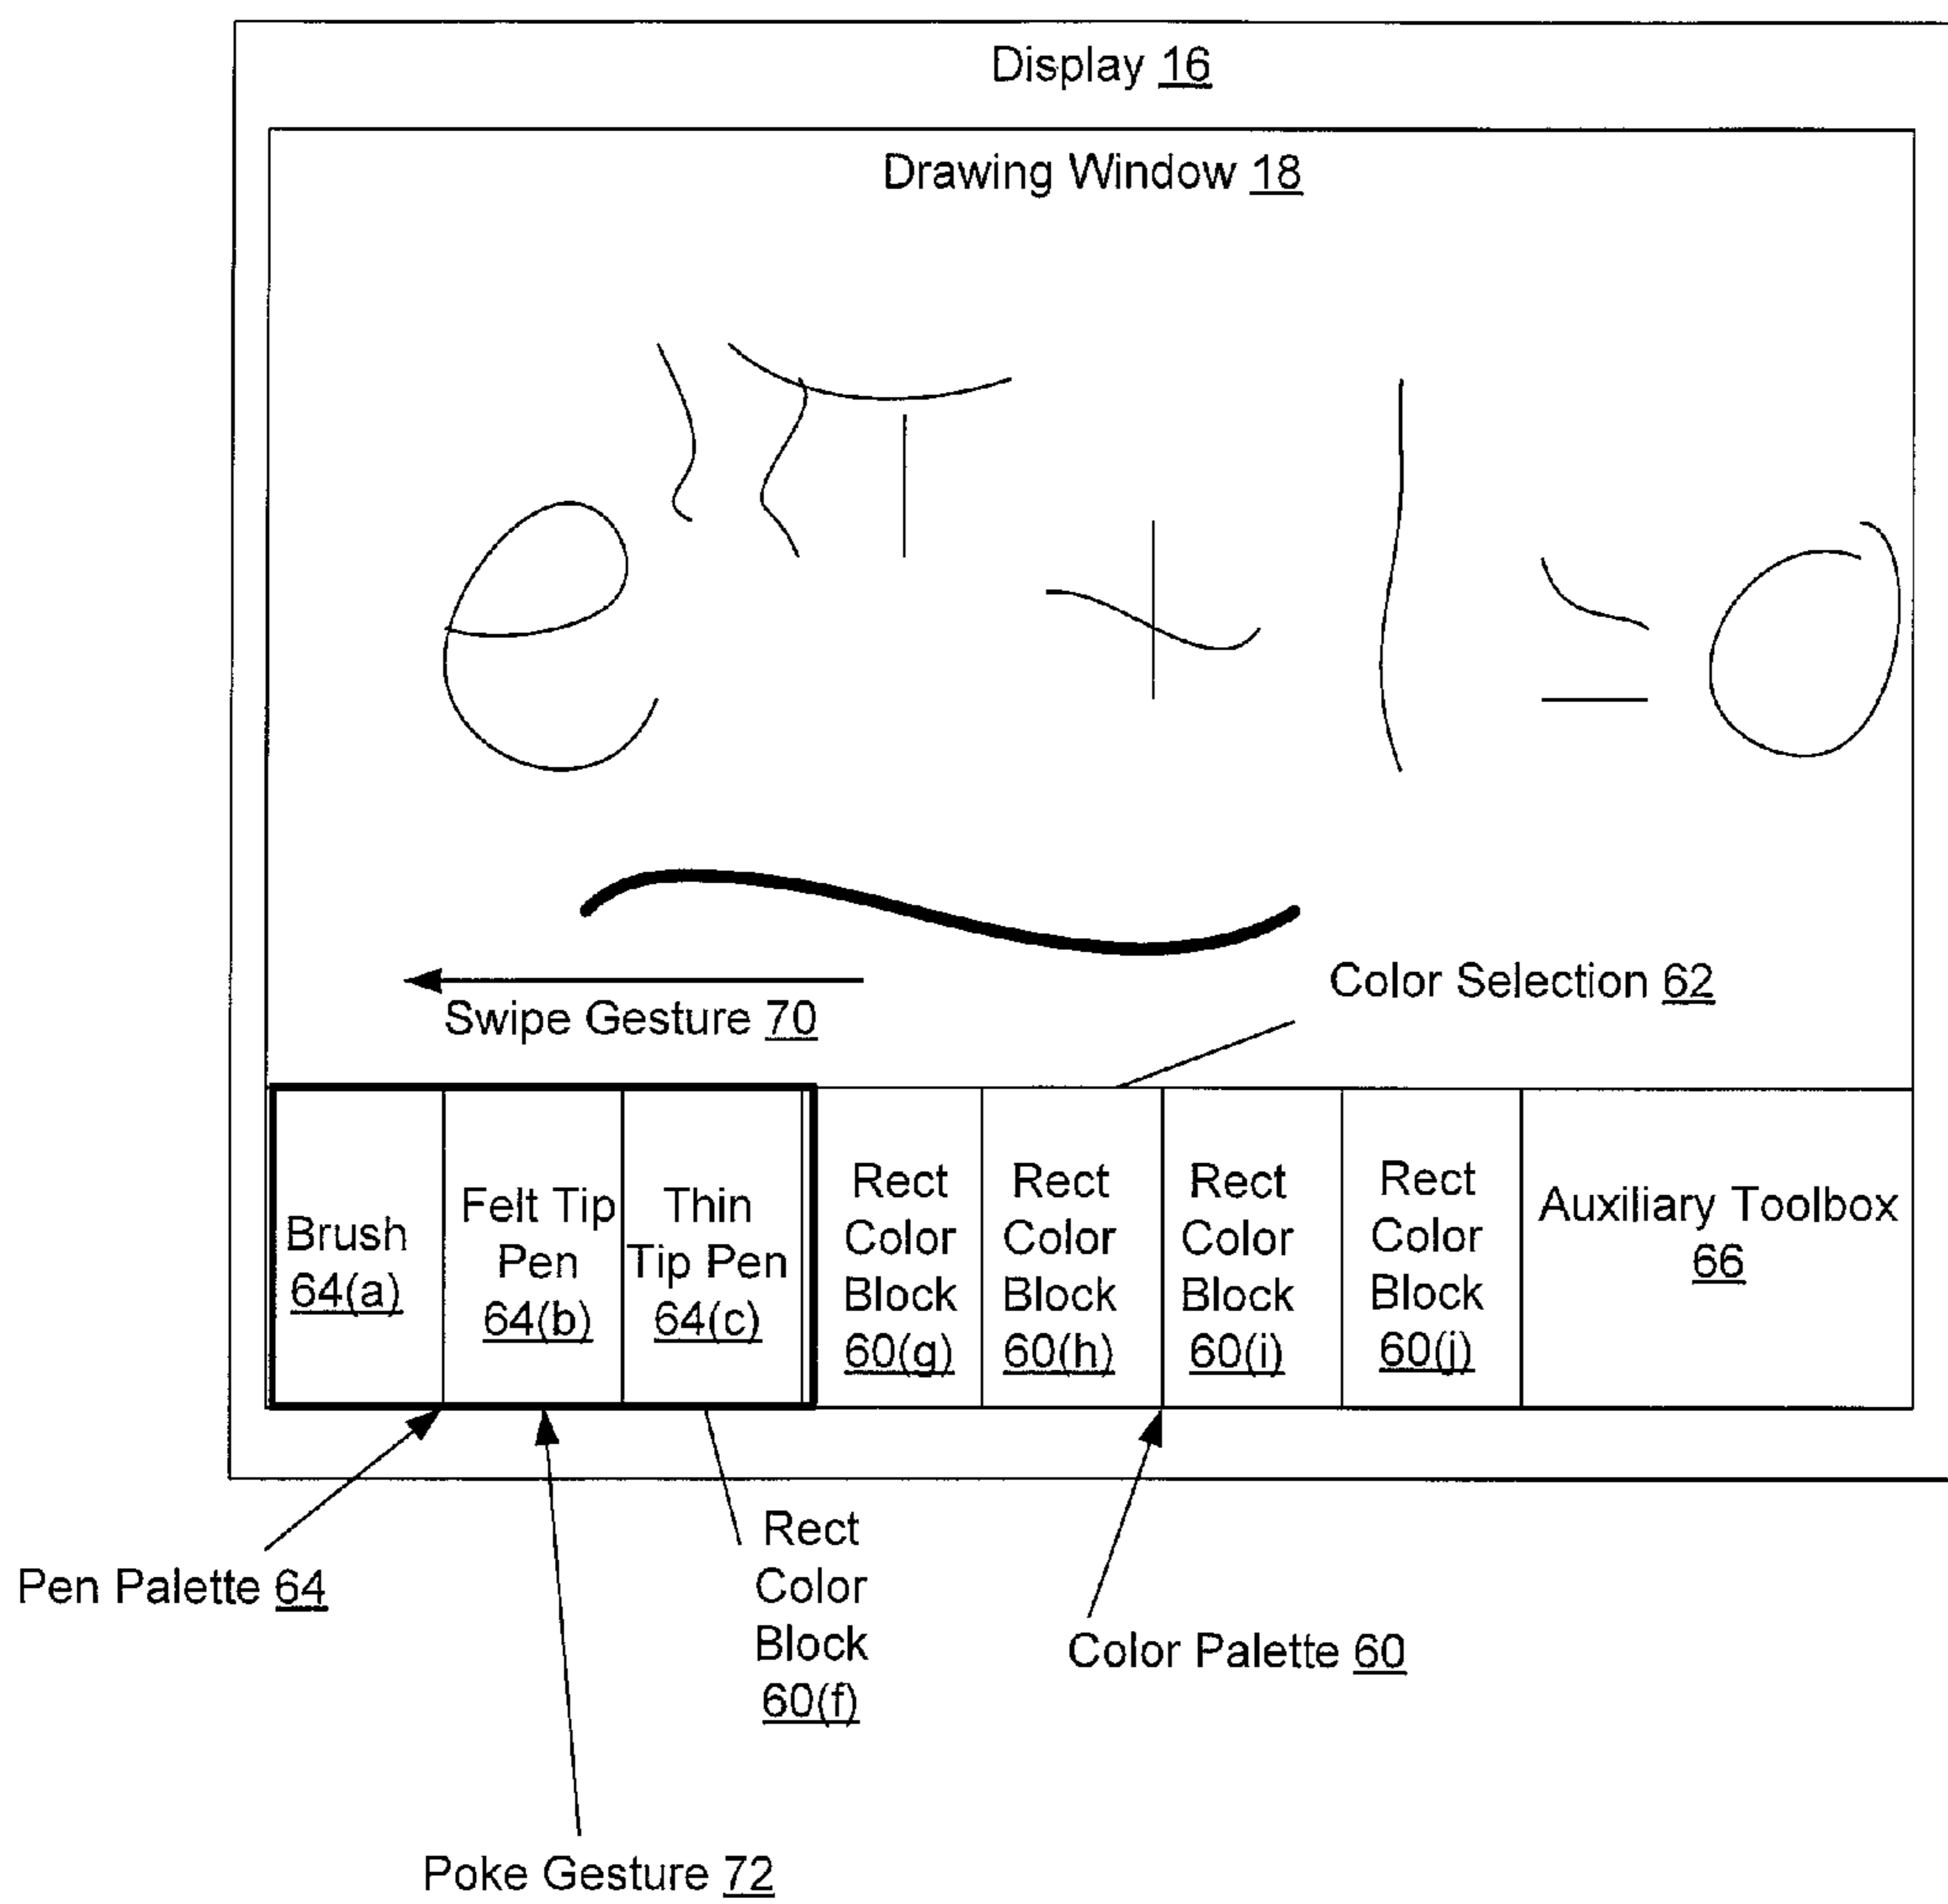 Display 16
Drawing Window 18
Color Selection 62
Swipe Gesture 70
Brush
64(a)
Felt Tip
Pen
64(b)
Thin
Tip Pen
64(c)
Rect
Color
Block
60(g)
Rect
Color
Block
60(h)
Rect
Color
Block
60(i)
Rect
Color
Block
60(j)
Auxiliary Toolbox
66
Pen Palette 64
Rect
Color
Block
60(f)
Color Palette 60
Poke Gesture 72